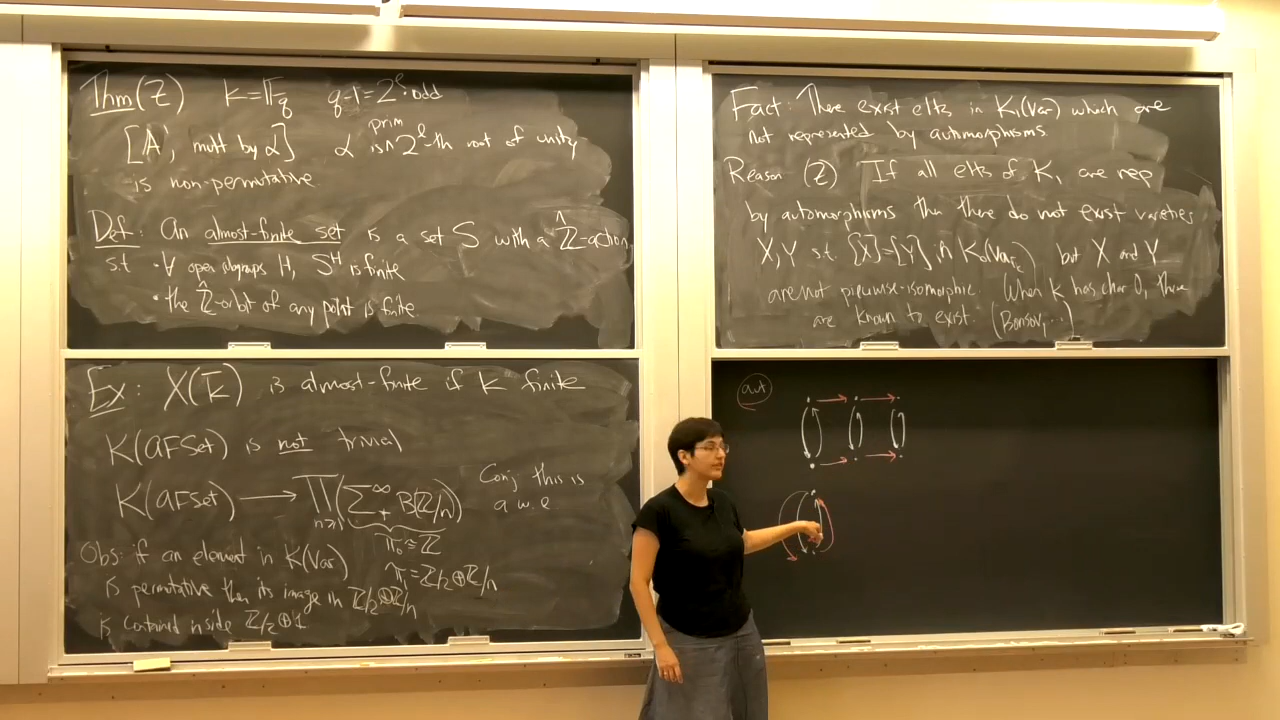 Thm (Z) k = 𝔽_q q-1 = 2^ℓ·odd
[A¹, mult by α] α is a prim 2^ℓ-th root of unity
is non-permutative
Def: An almost-finite set is a set S with a ℤ̂-action
s.t. • ∀ open sbgrps H, S^H is finite
• the ℤ̂-orbit of any point is finite.
Ex: X(k̄) is almost-finite if k finite
K(aFSet) is not trivial
K(aFSet) → ∏_{n≥1} (Σ_+^∞ B(ℤ/n)) Conj this is
a w.e
π₀ = ℤ
π₁ = ℤ/2 ⊕ ℤ/n
Obs: if an element in K(Var)
is permutative then its image in ℤ/2⊕ℤ/n
is contained inside ℤ/2 ⊕ 1
Fact: There exist elts in K₁(Var) which are
not represented by automorphisms.
Reason (Z) If all elts of K₁ are rep
by automorphisms then there do not exist varieties
X, Y s.t. [X]=[Y] in K₀(Var_k) but X and Y
are not piecewise-isomorphic. (When k has char 0, these
are known to exist. (Borisov, ...)
aut